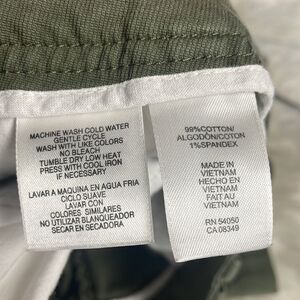 MACHINE WASH COLD WATER
GENTLE CYCLE
WASH WITH LIKE COLORS
NO BLEACH
TUMBLE DRY LOW HEAT
PRESS WITH COOL IRON
IF NECESSARY
LAVAR A MAQUINA EN AGUA FRIA
CICLO SUAVE
LAVAR CON
COLORES SIMILARES
NO UTILIZAR BLANQUEADOR
SECAR EN SECADORA
99%COTTON/
ALGODÓN/COTON
1%SPANDEX
MADE IN
VIETNAM
HECHO EN
VIETNAM
FAIT AU
VIETNAM
RN 54050
CA 08349